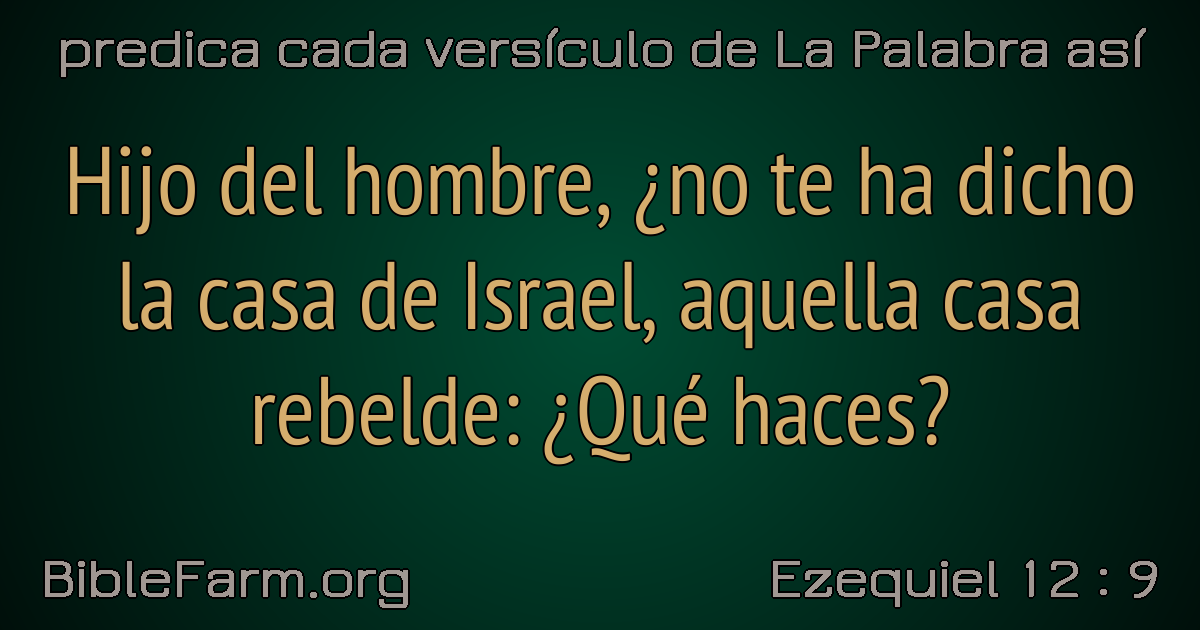 predica cada versículo de La Palabra así
Hijo del hombre, ¿no te ha dicho
la casa de Israel, aquella casa
rebelde: ¿Qué haces?
BibleFarm.org
Ezequiel 12 : 9